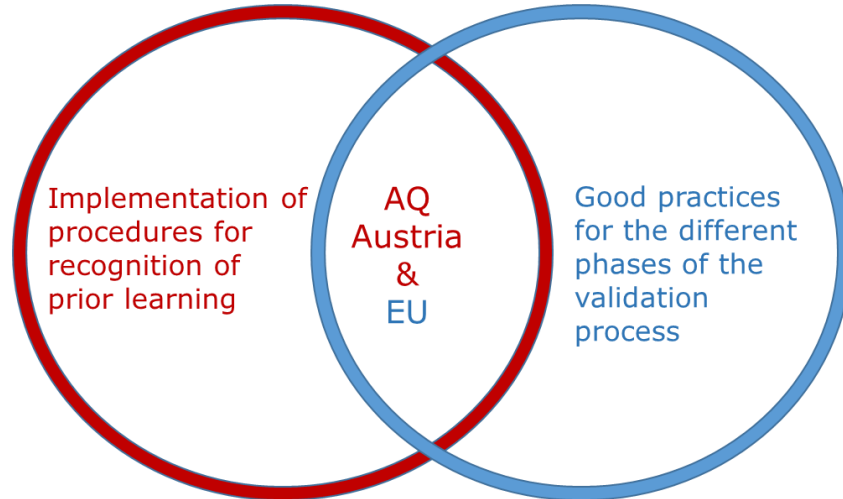 Implementation of
procedures for
recognition of
prior learning
AQ
Austria
&
EU
Good practices
for the different
phases of the
validation
process